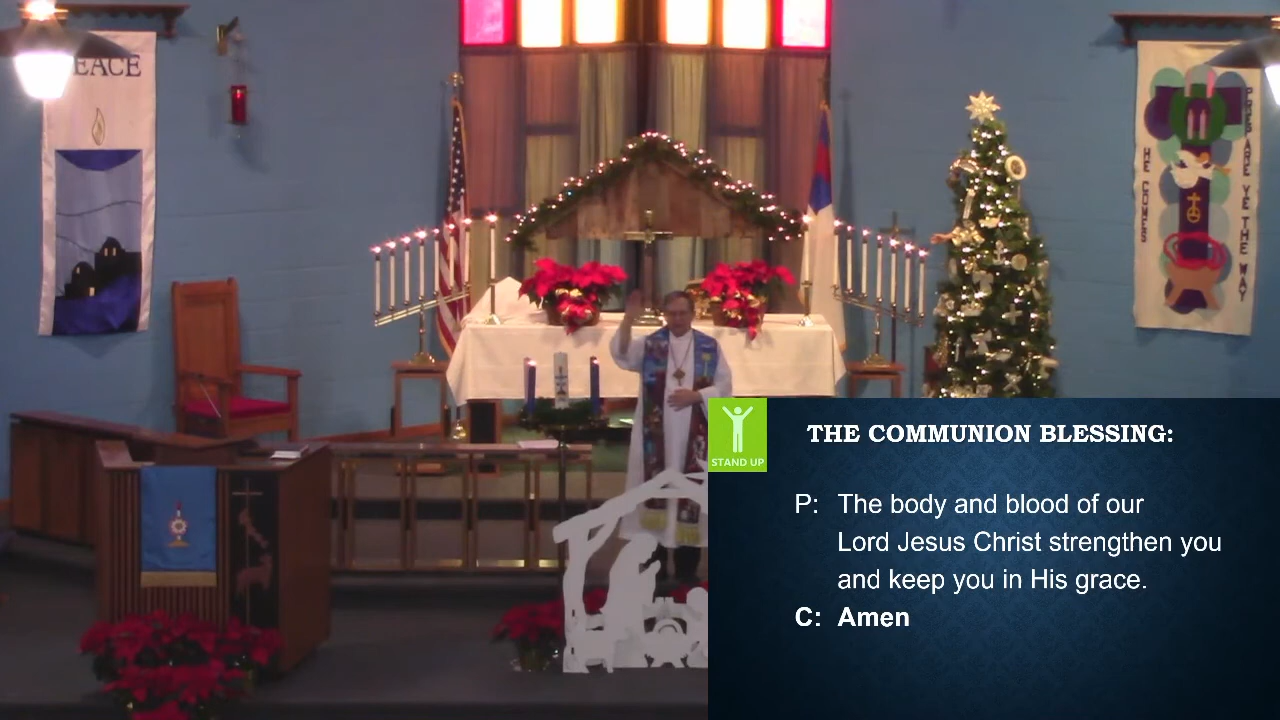 PEACE
HE COMES
PREPARE YE THE WAY
STAND UP
THE COMMUNION BLESSING:
P: The body and blood of our
Lord Jesus Christ strengthen you
and keep you in His grace.
C: Amen